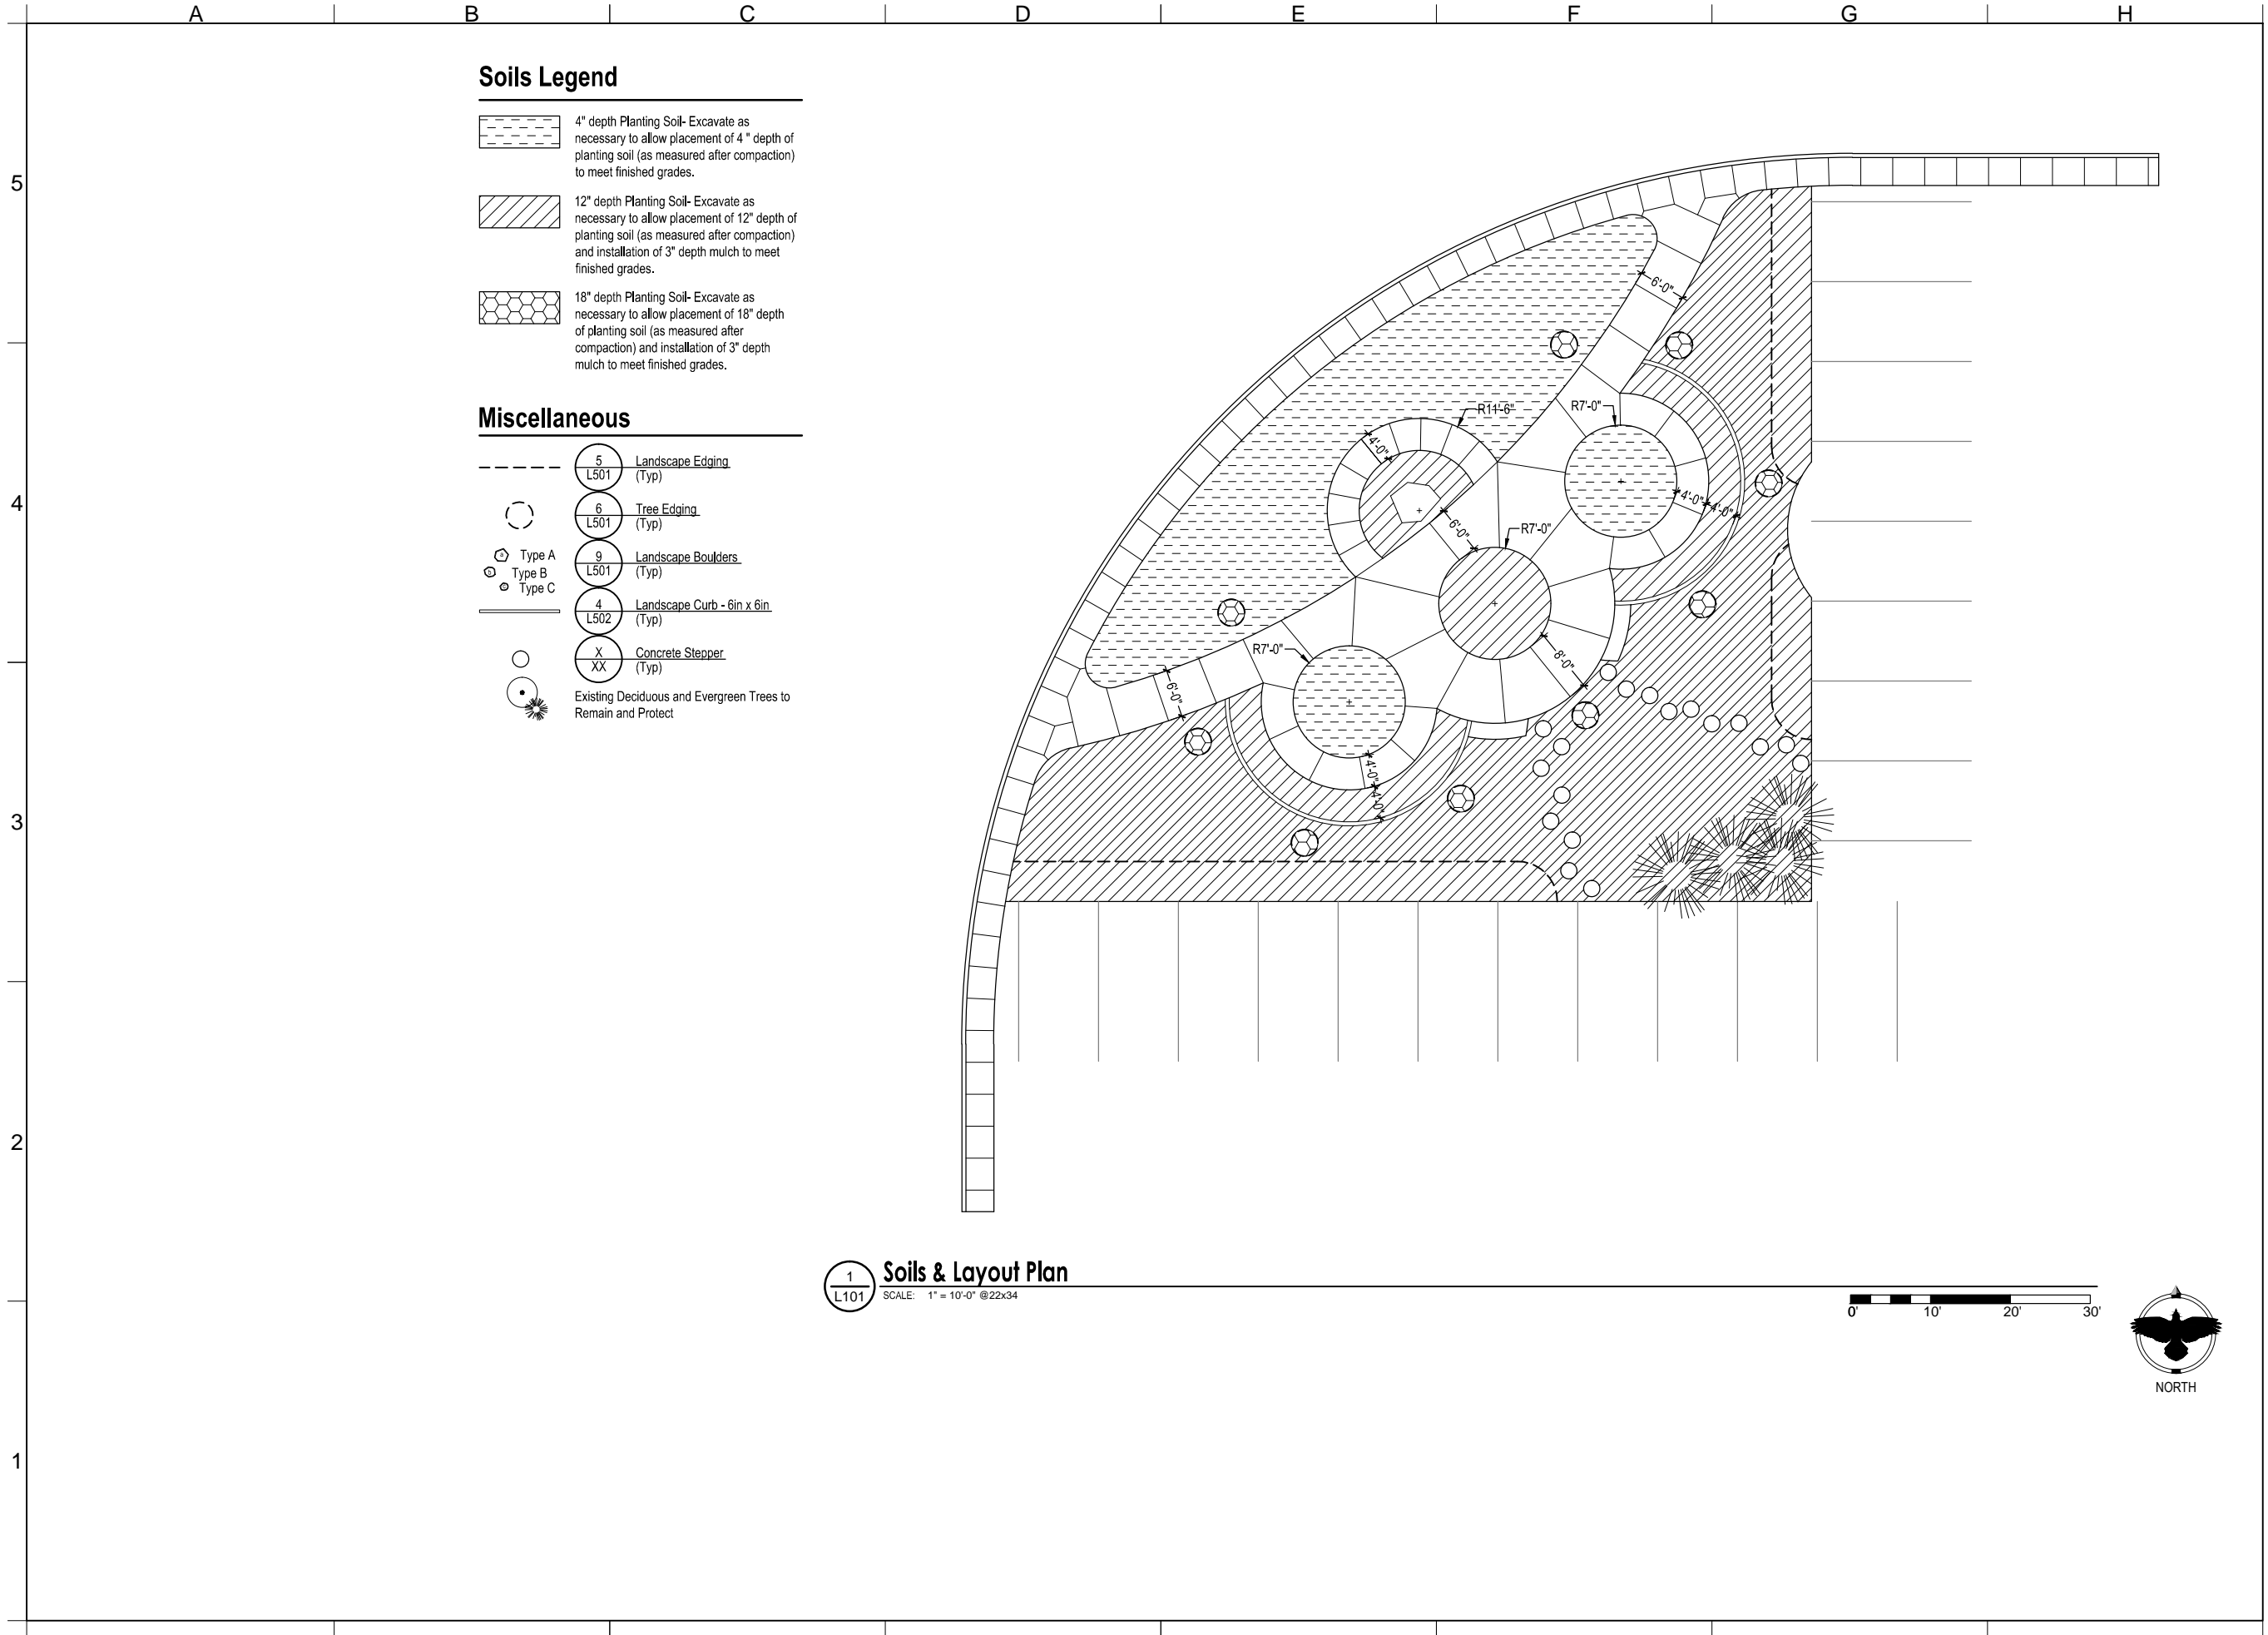 A B C D E F G H
Soils Legend
4" depth Planting Soil- Excavate as
necessary to allow placement of 4 " depth of
planting soil (as measured after compaction)
to meet finished grades.
12" depth Planting Soil- Excavate as
necessary to allow placement of 12" depth of
planting soil (as measured after compaction)
and installation of 3" depth mulch to meet
finished grades.
18" depth Planting Soil- Excavate as
necessary to allow placement of 18" depth
of planting soil (as measured after
compaction) and installation of 3" depth
mulch to meet finished grades.
Miscellaneous
5
L501
Landscape Edging
(Typ)
6
L501
Tree Edging
(Typ)
Type A
Type B
Type C
9
L501
Landscape Boulders
(Typ)
4
L502
Landscape Curb - 6in x 6in
(Typ)
X
XX
Concrete Stepper
(Typ)
Existing Deciduous and Evergreen Trees to
Remain and Protect
5
4
3
2
1
6'-0"
R11'-6"
R7'-0"
4'-0"
4'-0"
4'-0"
6'-0"
R7'-0"
8'-0"
R7'-0"
6'-0"
4'-0"
4'-0"
1
L101
Soils & Layout Plan
SCALE: 1" = 10'-0" @22x34
0' 10' 20' 30'
NORTH